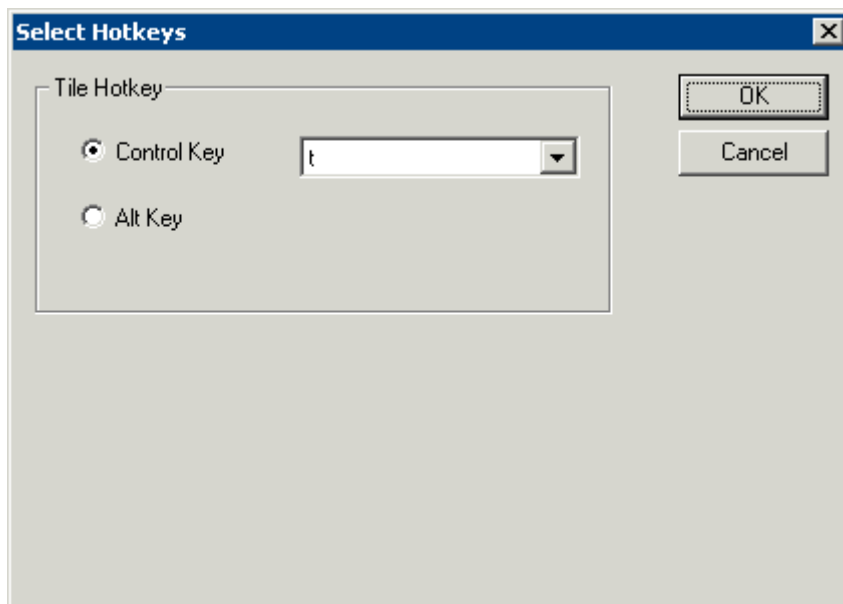 Select Hotkeys
Tile Hotkey
Control Key
t
Alt Key
OK
Cancel